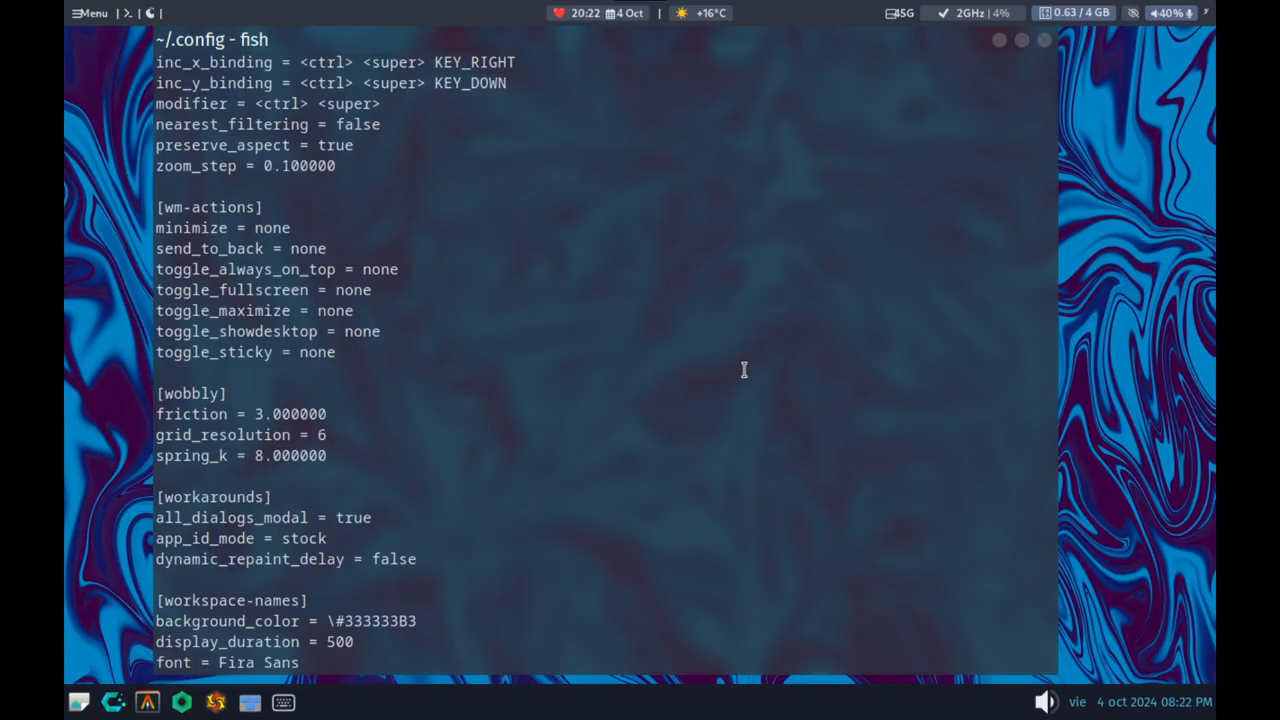 Menu | >. | |
20:22 4 Oct | +16°C
45G 2GHz | 4% 0.63 / 4 GB 40%
~/.config - fish
inc_x_binding = <ctrl> <super> KEY_RIGHT
inc_y_binding = <ctrl> <super> KEY_DOWN
modifier = <ctrl> <super>
nearest_filtering = false
preserve_aspect = true
zoom_step = 0.100000
[wm-actions]
minimize = none
send_to_back = none
toggle_always_on_top = none
toggle_fullscreen = none
toggle_maximize = none
toggle_showdesktop = none
toggle_sticky = none
[wobbly]
friction = 3.000000
grid_resolution = 6
spring_k = 8.000000
[workarounds]
all_dialogs_modal = true
app_id_mode = stock
dynamic_repaint_delay = false
[workspace-names]
background_color = \#333333B3
display_duration = 500
font = Fira Sans
vie 4 oct 2024 08:22 PM